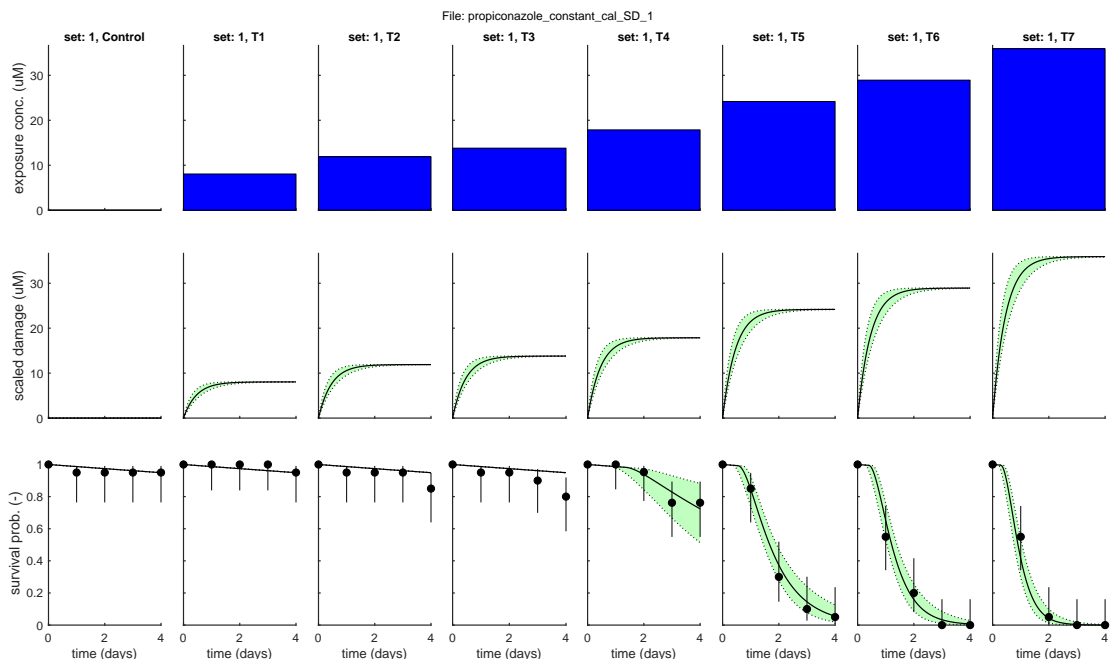 File: propiconazole_constant_cal_SD_1
set: 1, Control
set: 1, T1
set: 1, T2
set: 1, T3
set: 1, T4
set: 1, T5
set: 1, T6
set: 1, T7
exposure conc. (uM)
30
20
10
0
scaled damage (uM)
30
20
10
0
survival prob. (-)
1
0.8
0.6
0.4
0.2
0
0 2 4
0 2 4
0 2 4
0 2 4
0 2 4
0 2 4
0 2 4
0 2 4
time (days)
time (days)
time (days)
time (days)
time (days)
time (days)
time (days)
time (days)